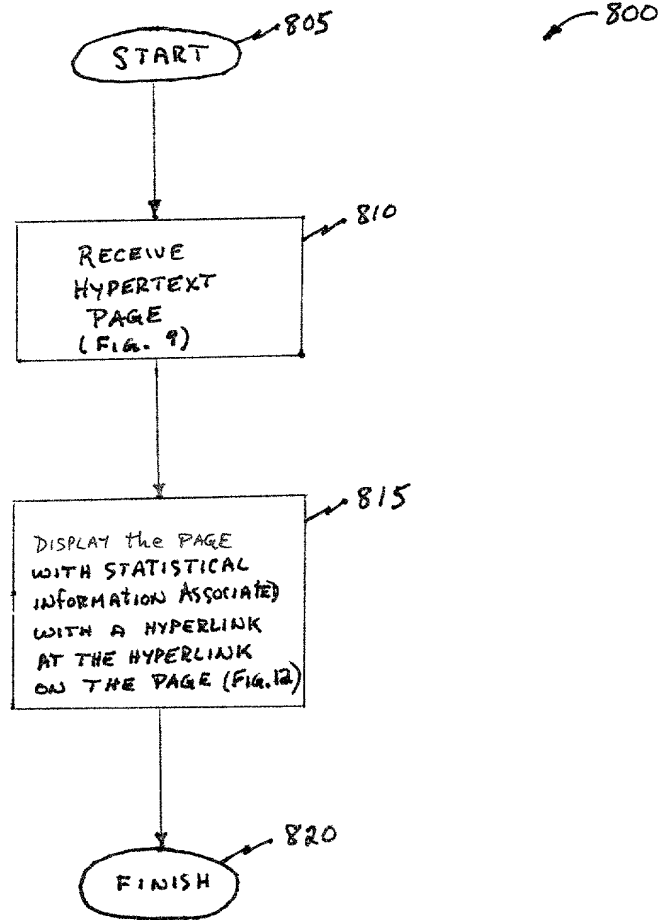 800
START
805
RECEIVE
HYPERTEXT
PAGE
(FIG. 9)
810
DISPLAY the PAGE
WITH STATISTICAL
INFORMATION ASSOCIATED
WITH A HYPERLINK
AT THE HYPERLINK
ON THE PAGE (FIG. 12)
815
FINISH
820